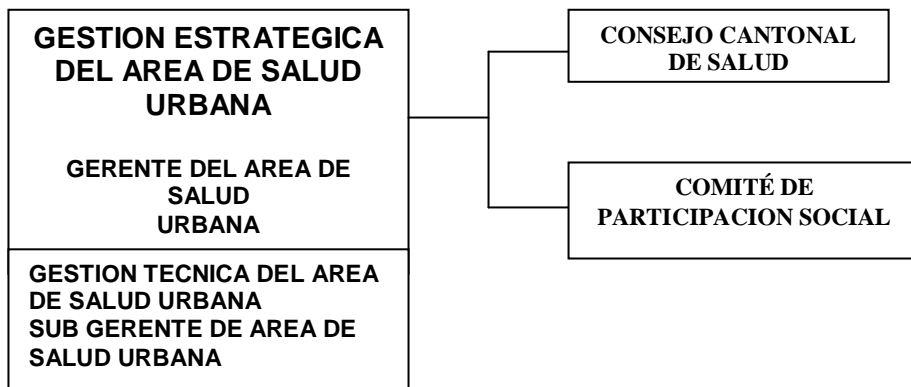 GESTION ESTRATEGICA
DEL AREA DE SALUD
URBANA
GERENTE DEL AREA DE
SALUD
URBANA
GESTION TECNICA DEL AREA
DE SALUD URBANA
SUB GERENTE DE AREA DE
SALUD URBANA
CONSEJO CANTONAL
DE SALUD
COMITÉ DE
PARTICIPACION SOCIAL